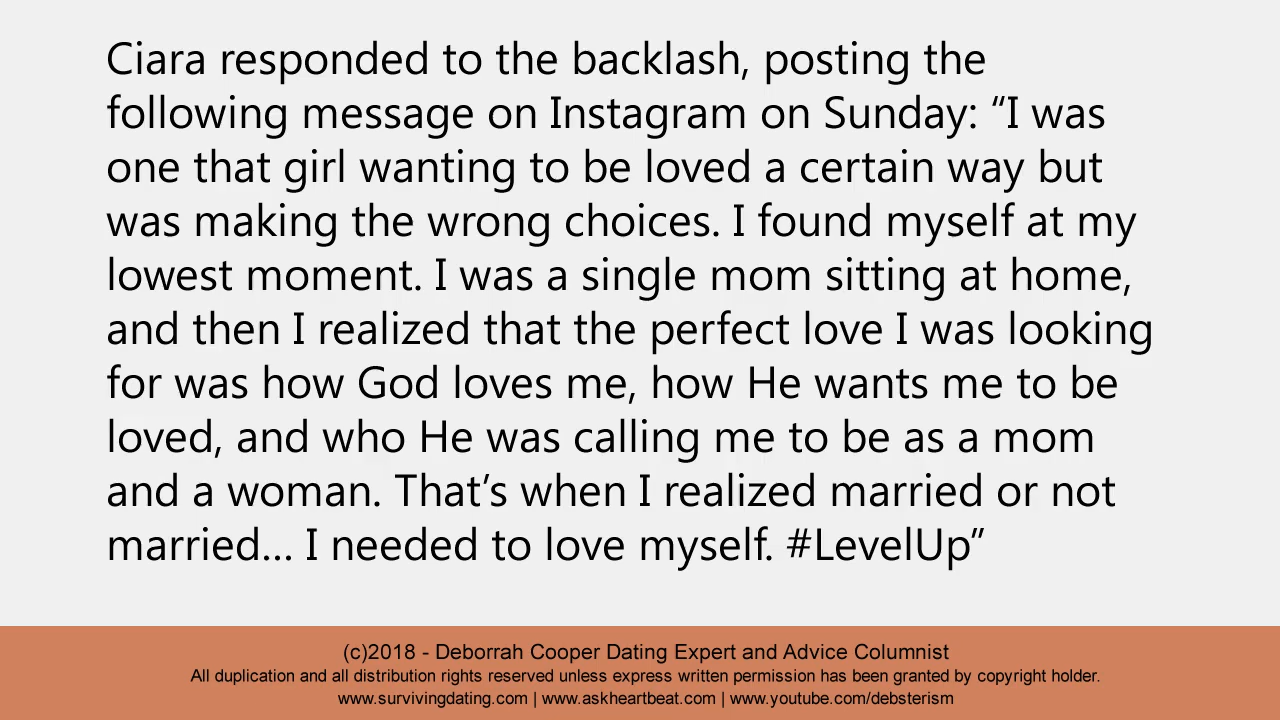 Ciara responded to the backlash, posting the
following message on Instagram on Sunday: “I was
one that girl wanting to be loved a certain way but
was making the wrong choices. I found myself at my
lowest moment. I was a single mom sitting at home,
and then I realized that the perfect love I was looking
for was how God loves me, how He wants me to be
loved, and who He was calling me to be as a mom
and a woman. That’s when I realized married or not
married... I needed to love myself. #LevelUp”
(c)2018 - Deborrah Cooper Dating Expert and Advice Columnist
All duplication and all distribution rights reserved unless express written permission has been granted by copyright holder.
www.survivingdating.com | www.askheartbeat.com | www.youtube.com/debsterism